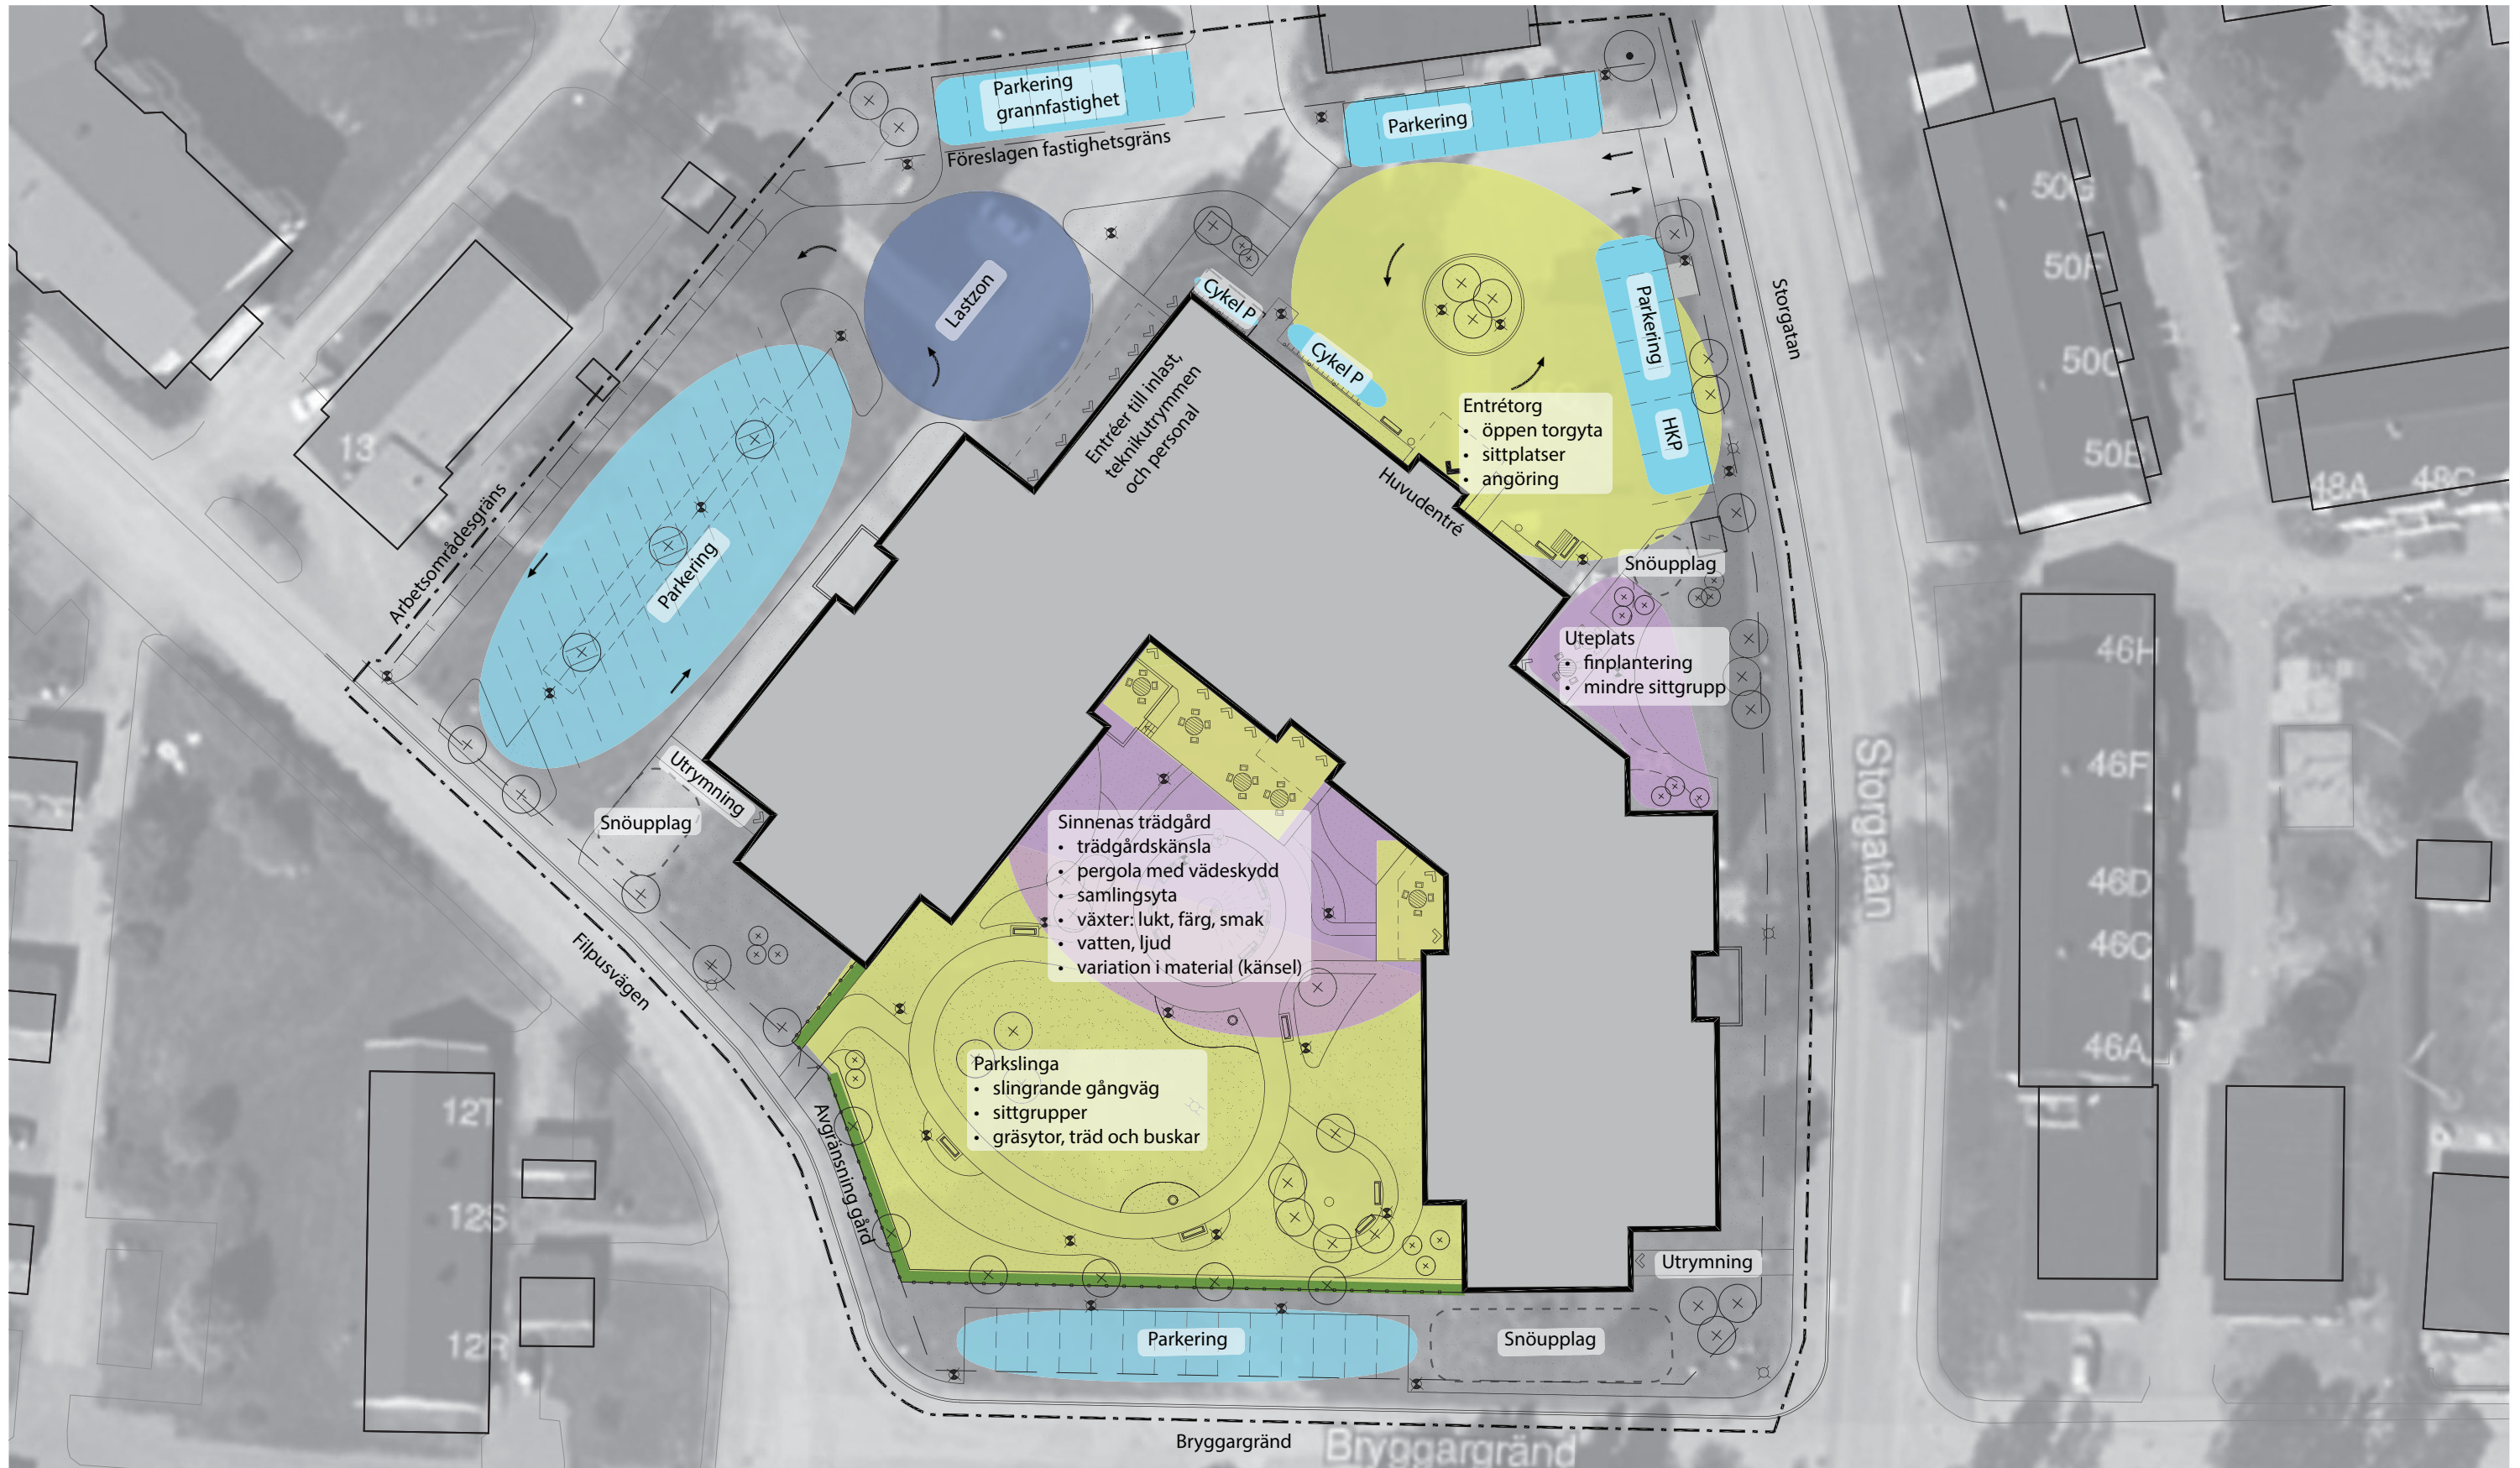 Parkering
grannfastighet
Föreslagen fastighetsgräns
Parkering
Lastzon
Cykel P
Cykel P
Parkering
HKP
Storgatan
Entrétorg
• öppen torgyta
• sittplatser
• angöring
Huvudentré
Entréer till inlast,
teknikutrymmen
och personal
Arbetsområdesgräns
Parkering
Snöupplag
Uteplats
• finplantering
• mindre sittgrupp
Utrymning
Snöupplag
Sinnenas trädgård
• trädgårdskänsla
• pergola med vädeskydd
• samlingsyta
• växter: lukt, färg, smak
• vatten, ljud
• variation i material (känsel)
Filpusvägen
Parkslinga
• slingrande gångväg
• sittgrupper
• gräsytor, träd och buskar
Avgränsning gård
Utrymning
Parkering
Snöupplag
Bryggargränd
Bryggargränd
Storgatan
13
50G
50F
50C
50B
48A
48C
46H
46F
46D
46C
46A
12T
12S
12R